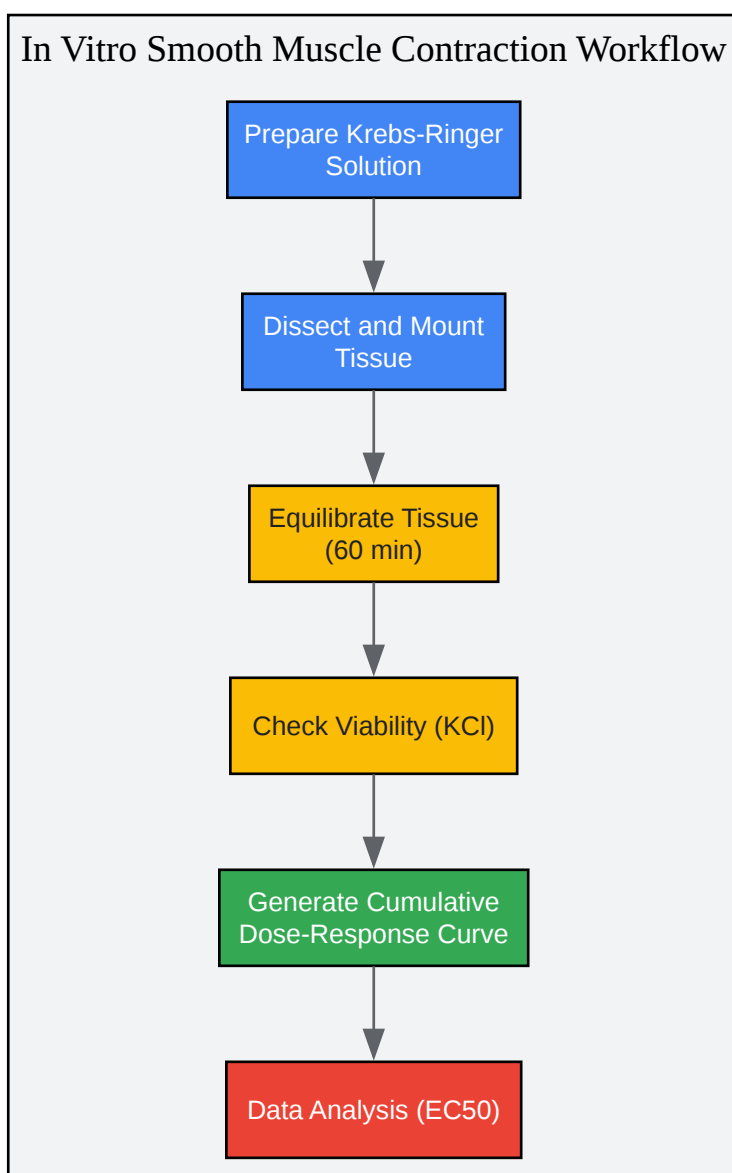 In Vitro Smooth Muscle Contraction Workflow
Prepare Krebs-Ringer
Solution
Dissect and Mount
Tissue
Equilibrate Tissue
(60 min)
Check Viability (KCl)
Generate Cumulative
Dose-Response Curve
Data Analysis (EC50)